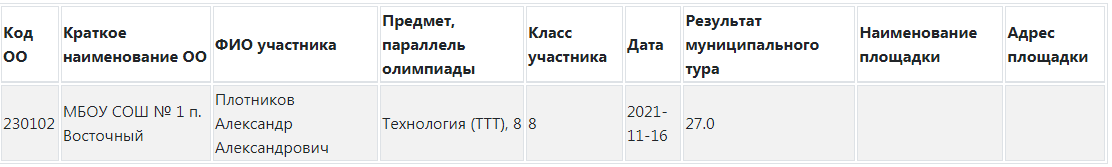 Код ОО
Краткое наименование ОО
ФИО участника
Предмет, параллель олимпиады
Класс участника
Дата
Результат муниципального тура
Наименование площадки
Адрес площадки
230102
МБОУ СОШ № 1 п. Восточный
Плотников Александр Александрович
Технология (ТТТ), 8
8
2021-11-16
27.0